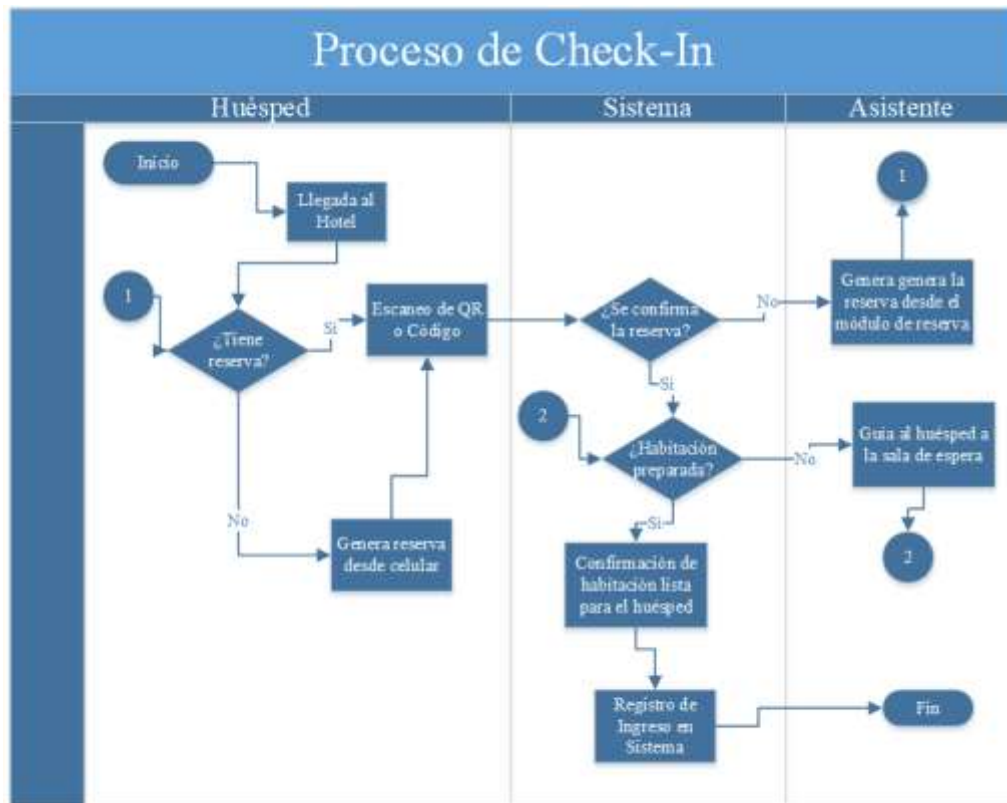 Proceso de Check-In
Huésped
Sistema
Asistente
Inicio
Llegada al
Hotel
1
¿Tiene
reserva?
Si
Escaneo de QR
o Código
No
Genera reserva
desde celular
¿Se confirma
la reserva?
No
Si
1
Genera genera la
reserva desde el
módulo de reserva
2
¿Habitación
preparada?
No
Si
Guia al huésped a
la sala de espera
2
Confirmación de
habitación lista
para el huésped
Registro de
Ingreso en
Sistema
Fin